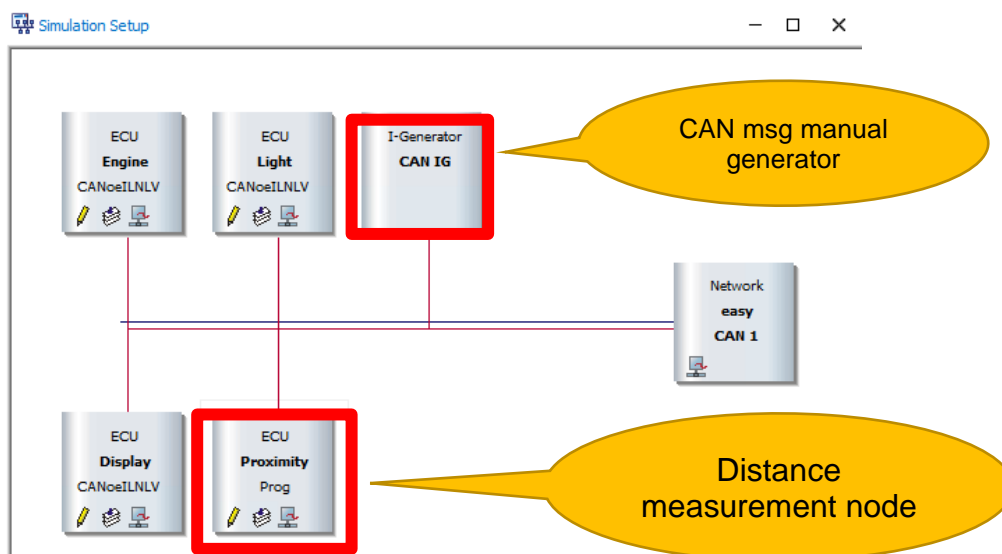 Simulation Setup
ECU
Engine
CANoeILNLV
ECU
Light
CANoeILNLV
I-Generator
CAN IG
CAN msg manual
generator
Network
easy
CAN 1
ECU
Display
CANoeILNLV
ECU
Proximity
Prog
Distance
measurement node